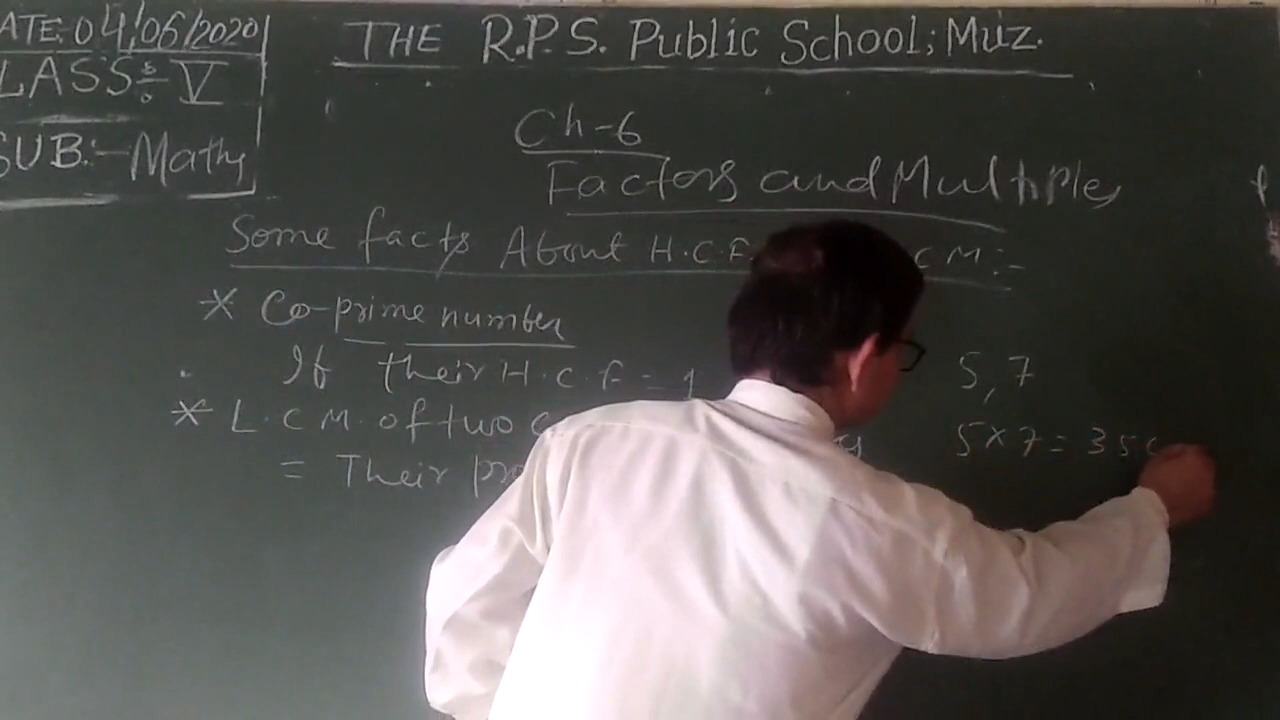 ATE: 04/06/2020
LASS:- V
SUB:- Maths
THE R.P.S. Public School; Muz.
Ch-6
Factors and Multiples
Some facts About H.C.F. C M:-
* Co-prime number
If their H.C.F = 1
5, 7
* L.C.M. of two
5 x 7 = 35
= Their